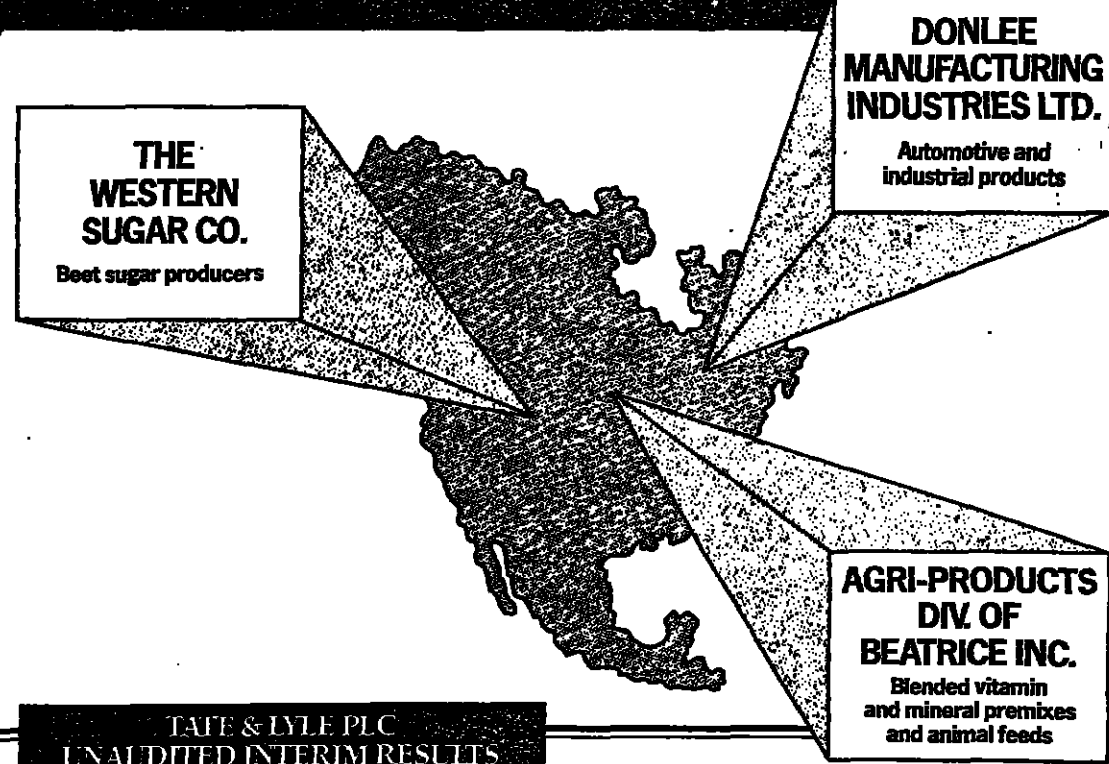 DONLEE
MANUFACTURING
INDUSTRIES LTD.
Automotive and
industrial products
THE
WESTERN
SUGAR CO.
Beet sugar producers
AGRI-PRODUCTS
DIV. OF
BEATRICE INC.
Blended vitamin
and mineral premixes
and animal feeds
TATE & LYLE PLC
UNAUDITED INTERIM RESULTS